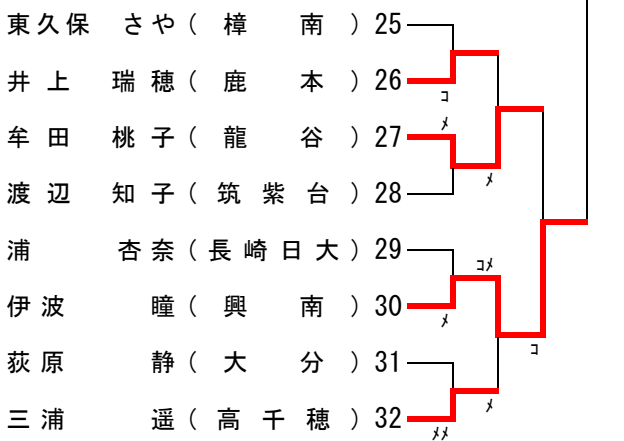 東久保 さや(樟南)25
井上 瑞穂(鹿本)26
ｺ
ﾒ
牟田 桃子(龍谷)27
ﾒ
渡辺 知子(筑紫台)28
浦 杏奈(長崎日大)29
ｺﾒ
伊波 瞳(興南)30
ﾒ
ｺ
荻原 静(大分)31
ﾒ
三浦 遥(高千穂)32
ﾒﾒ